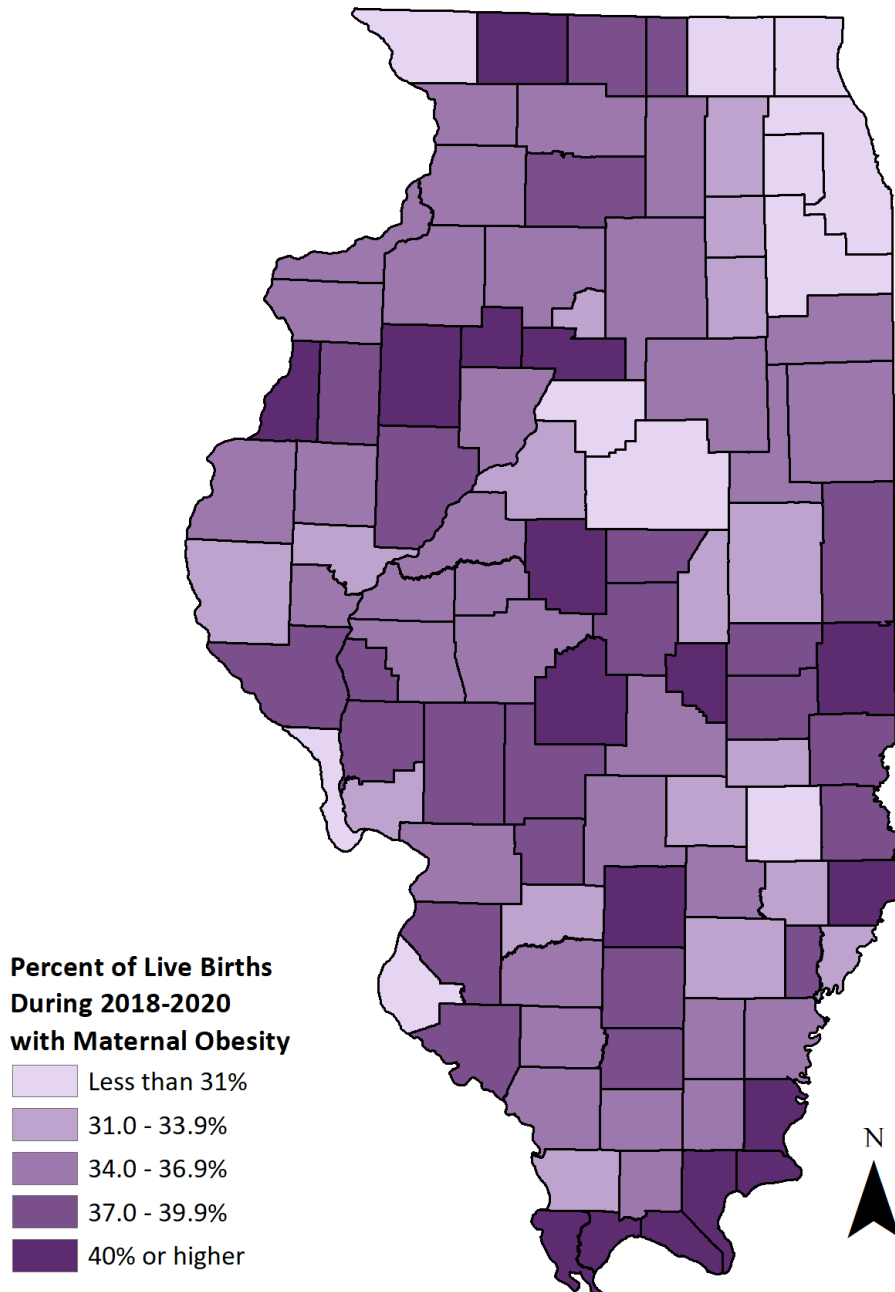 Percent of Live Births
During 2018-2020
with Maternal Obesity
Less than 31%
31.0 - 33.9%
34.0 - 36.9%
37.0 - 39.9%
40% or higher
N